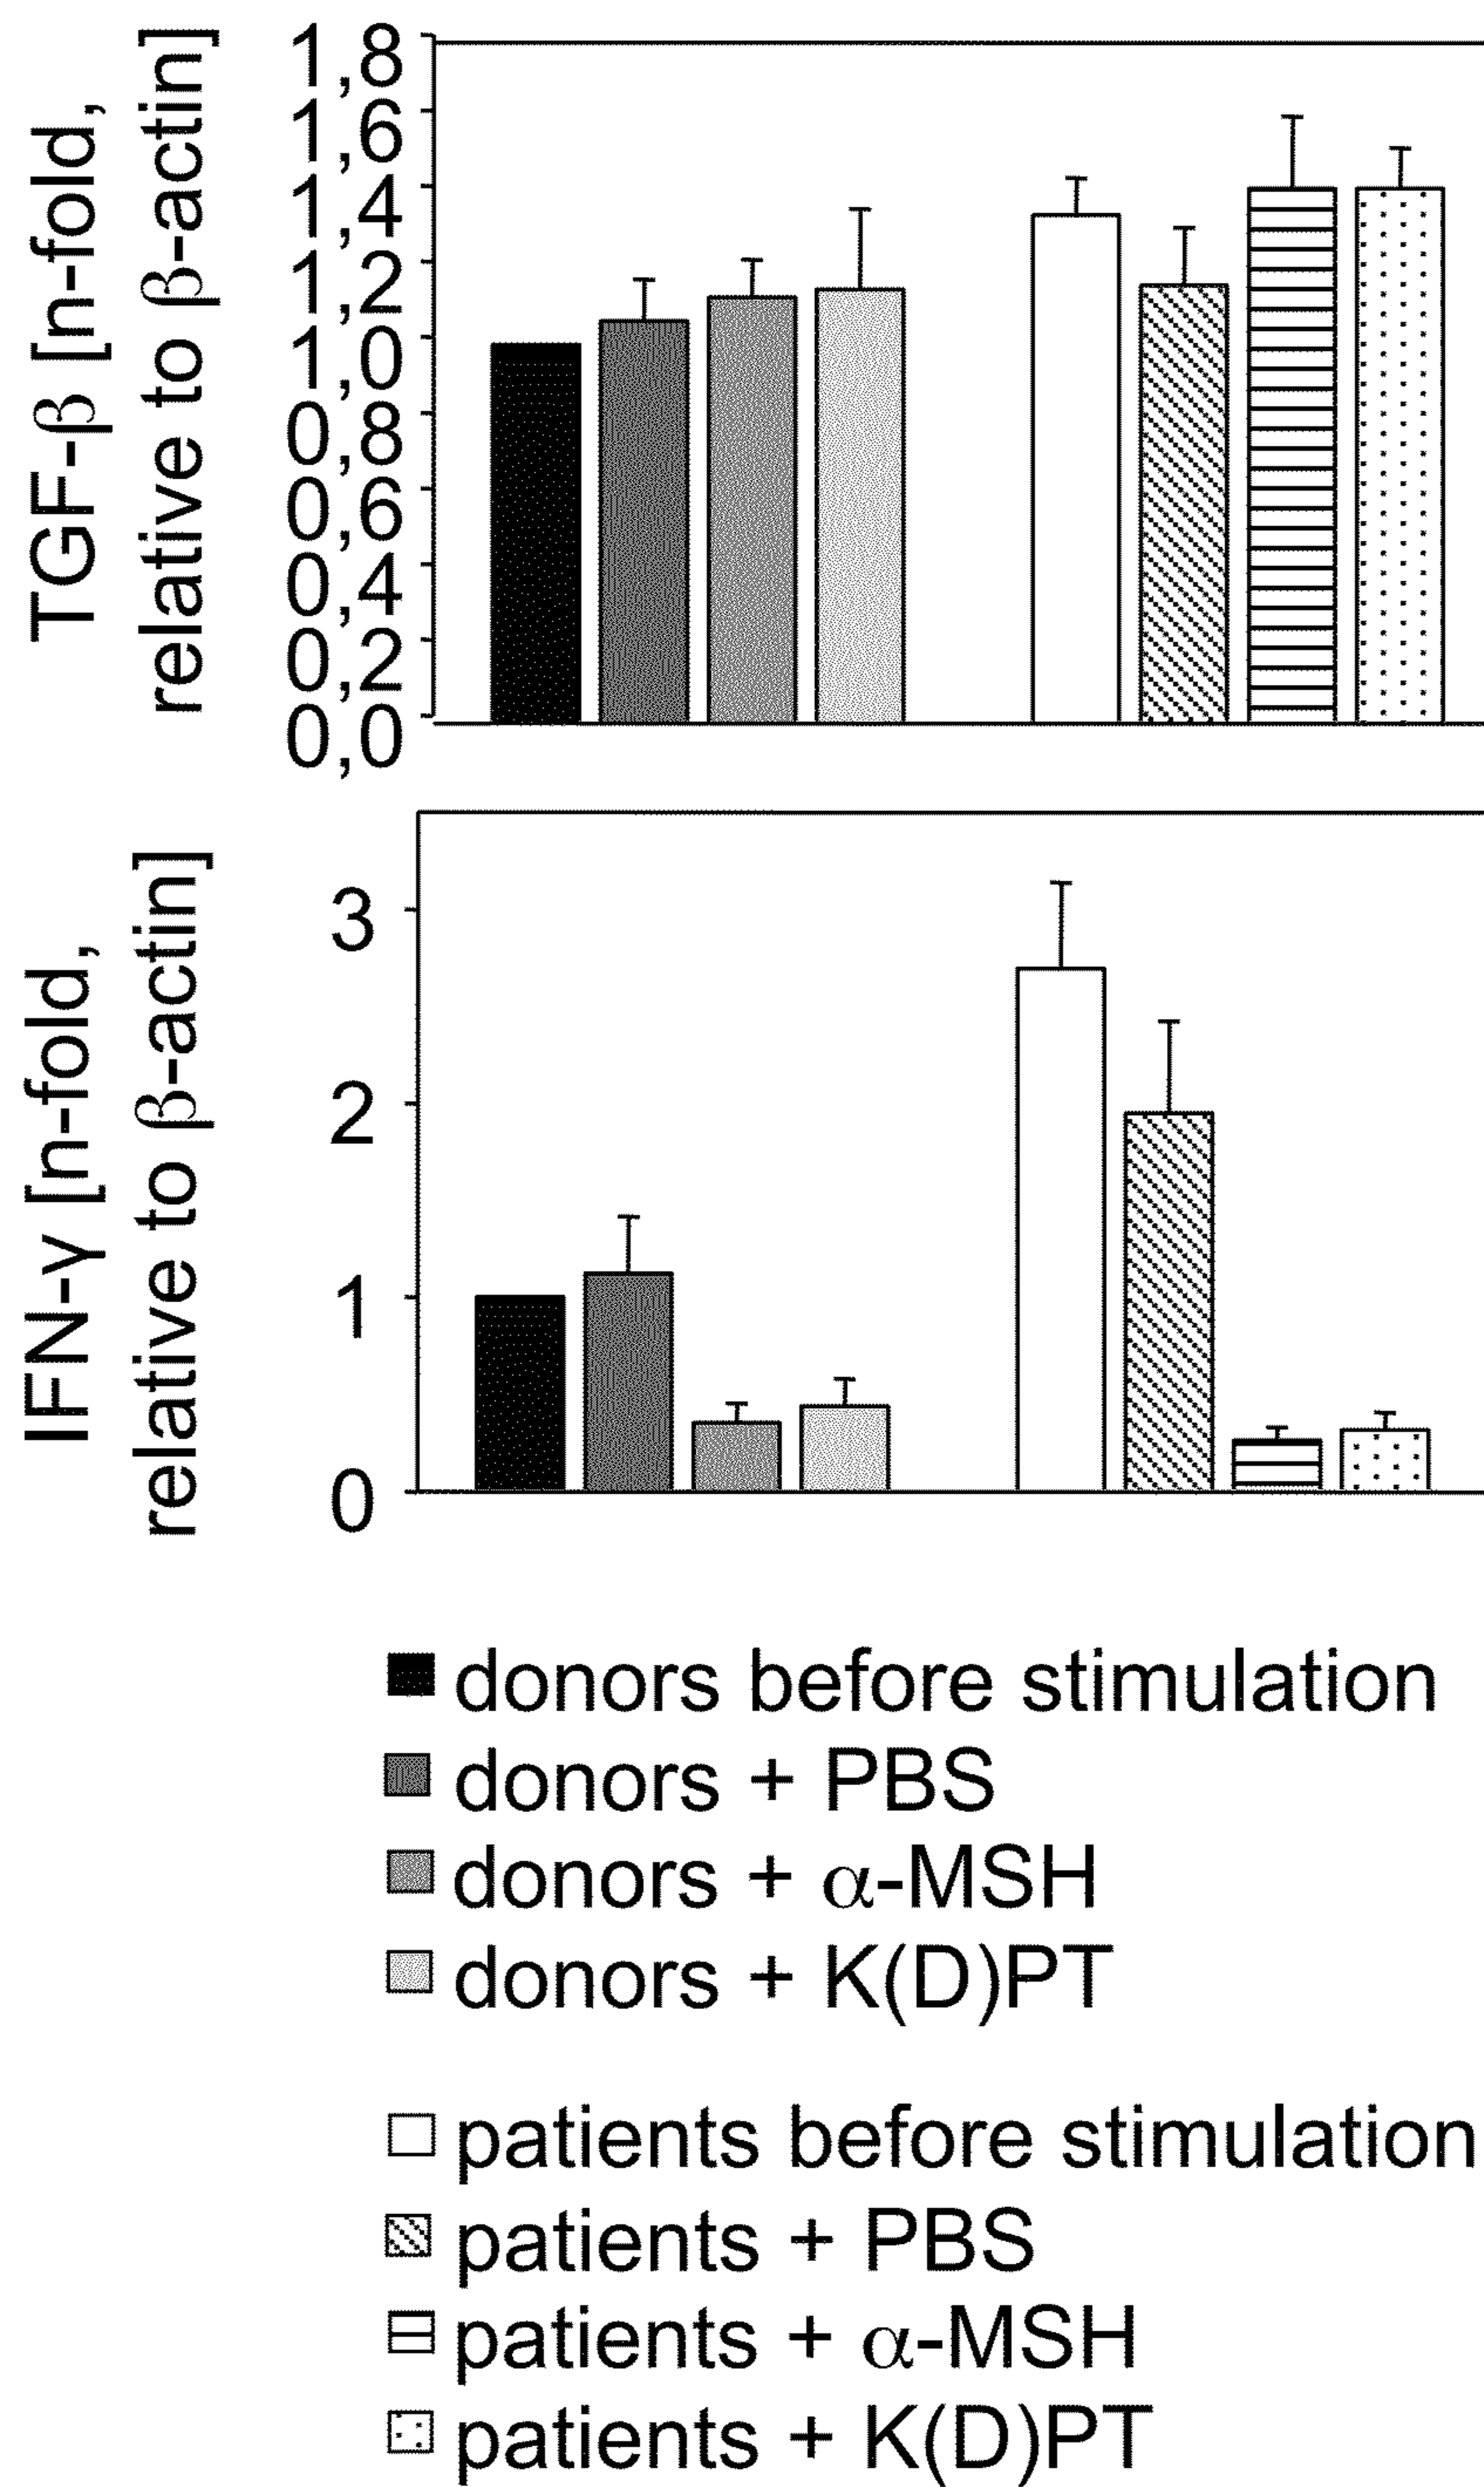 TGF-β [n-fold,
relative to β-actin]
1,8
1,6
1,4
1,2
1,0
0,8
0,6
0,4
0,2
0,0
IFN-γ [n-fold,
relative to β-actin]
3
2
1
0
donors before stimulation
donors + PBS
donors + α-MSH
donors + K(D)PT
patients before stimulation
patients + PBS
patients + α-MSH
patients + K(D)PT